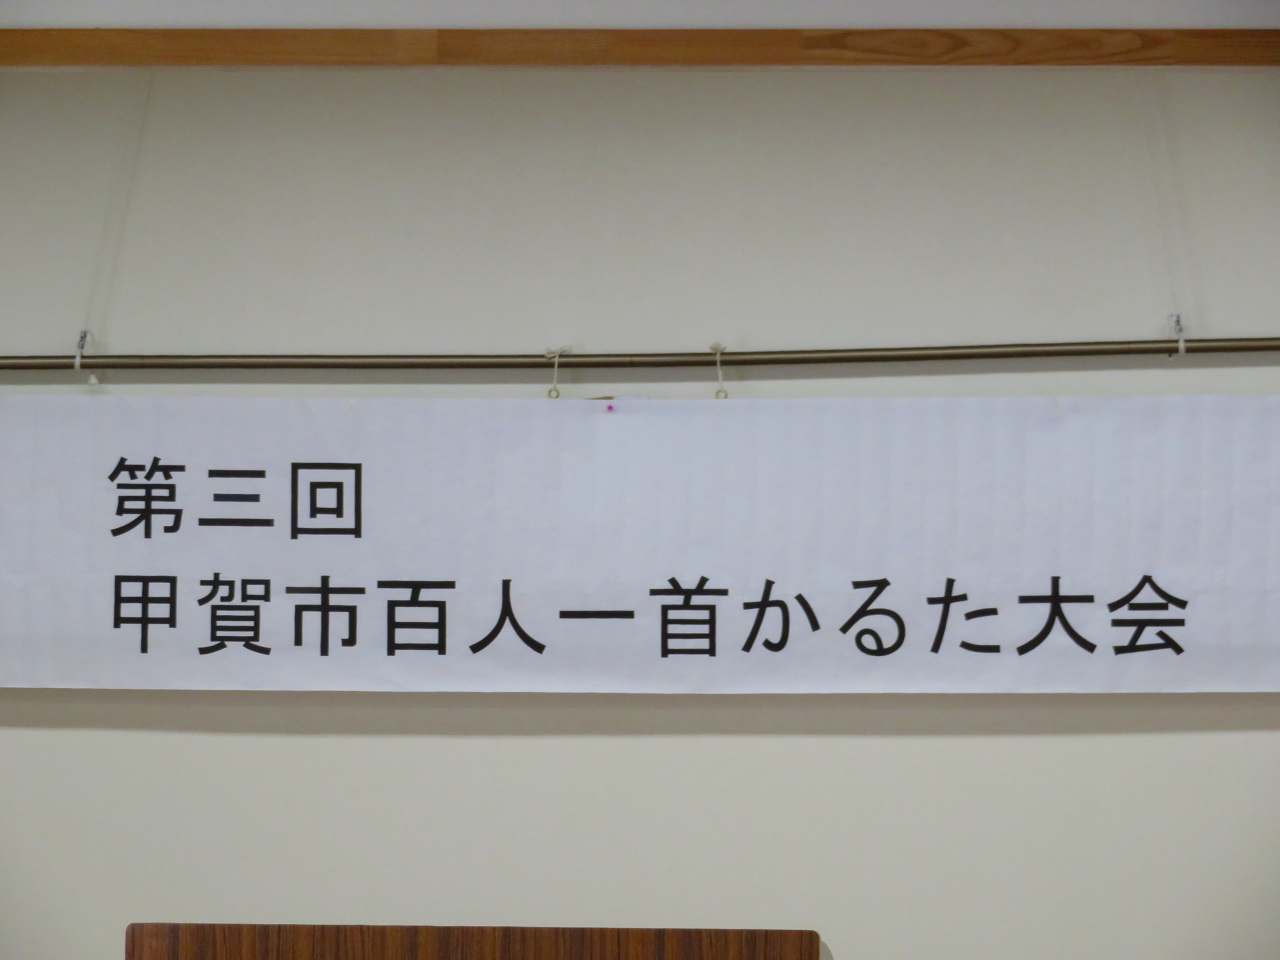 第三回
甲賀市百人一首かるた大会